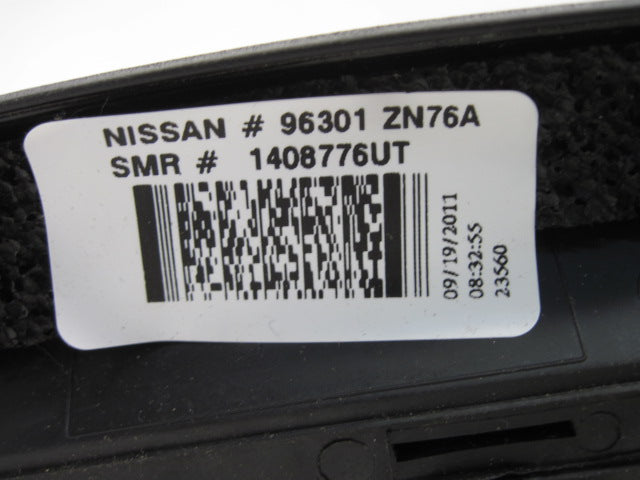 NISSAN # 96301 ZN76A
SMR # 1408776UT
09/19/2011
08:32:55
23560